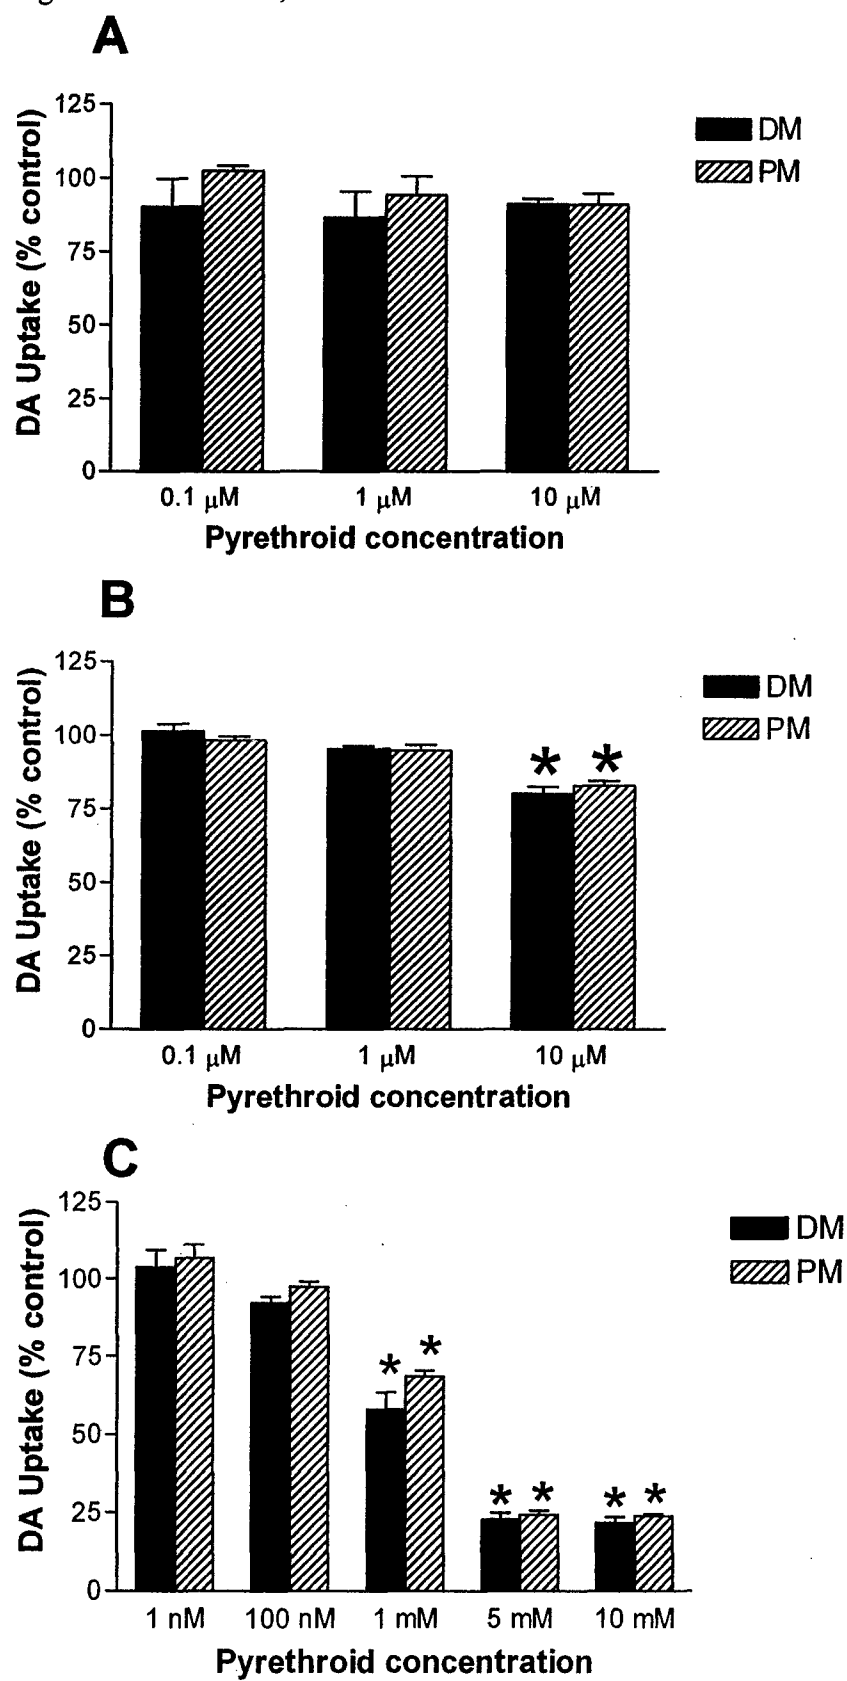 A
125
100
75
50
25
0
DA Uptake (% control)
DM
PM
0.1 μM 1 μM 10 μM
Pyrethroid concentration
B
125
100
75
50
25
0
DA Uptake (% control)
DM
PM
* *
0.1 μM 1 μM 10 μM
Pyrethroid concentration
C
125
100
75
50
25
0
DA Uptake (% control)
DM
PM
* *
* * * *
1 nM 100 nM 1 mM 5 mM 10 mM
Pyrethroid concentration